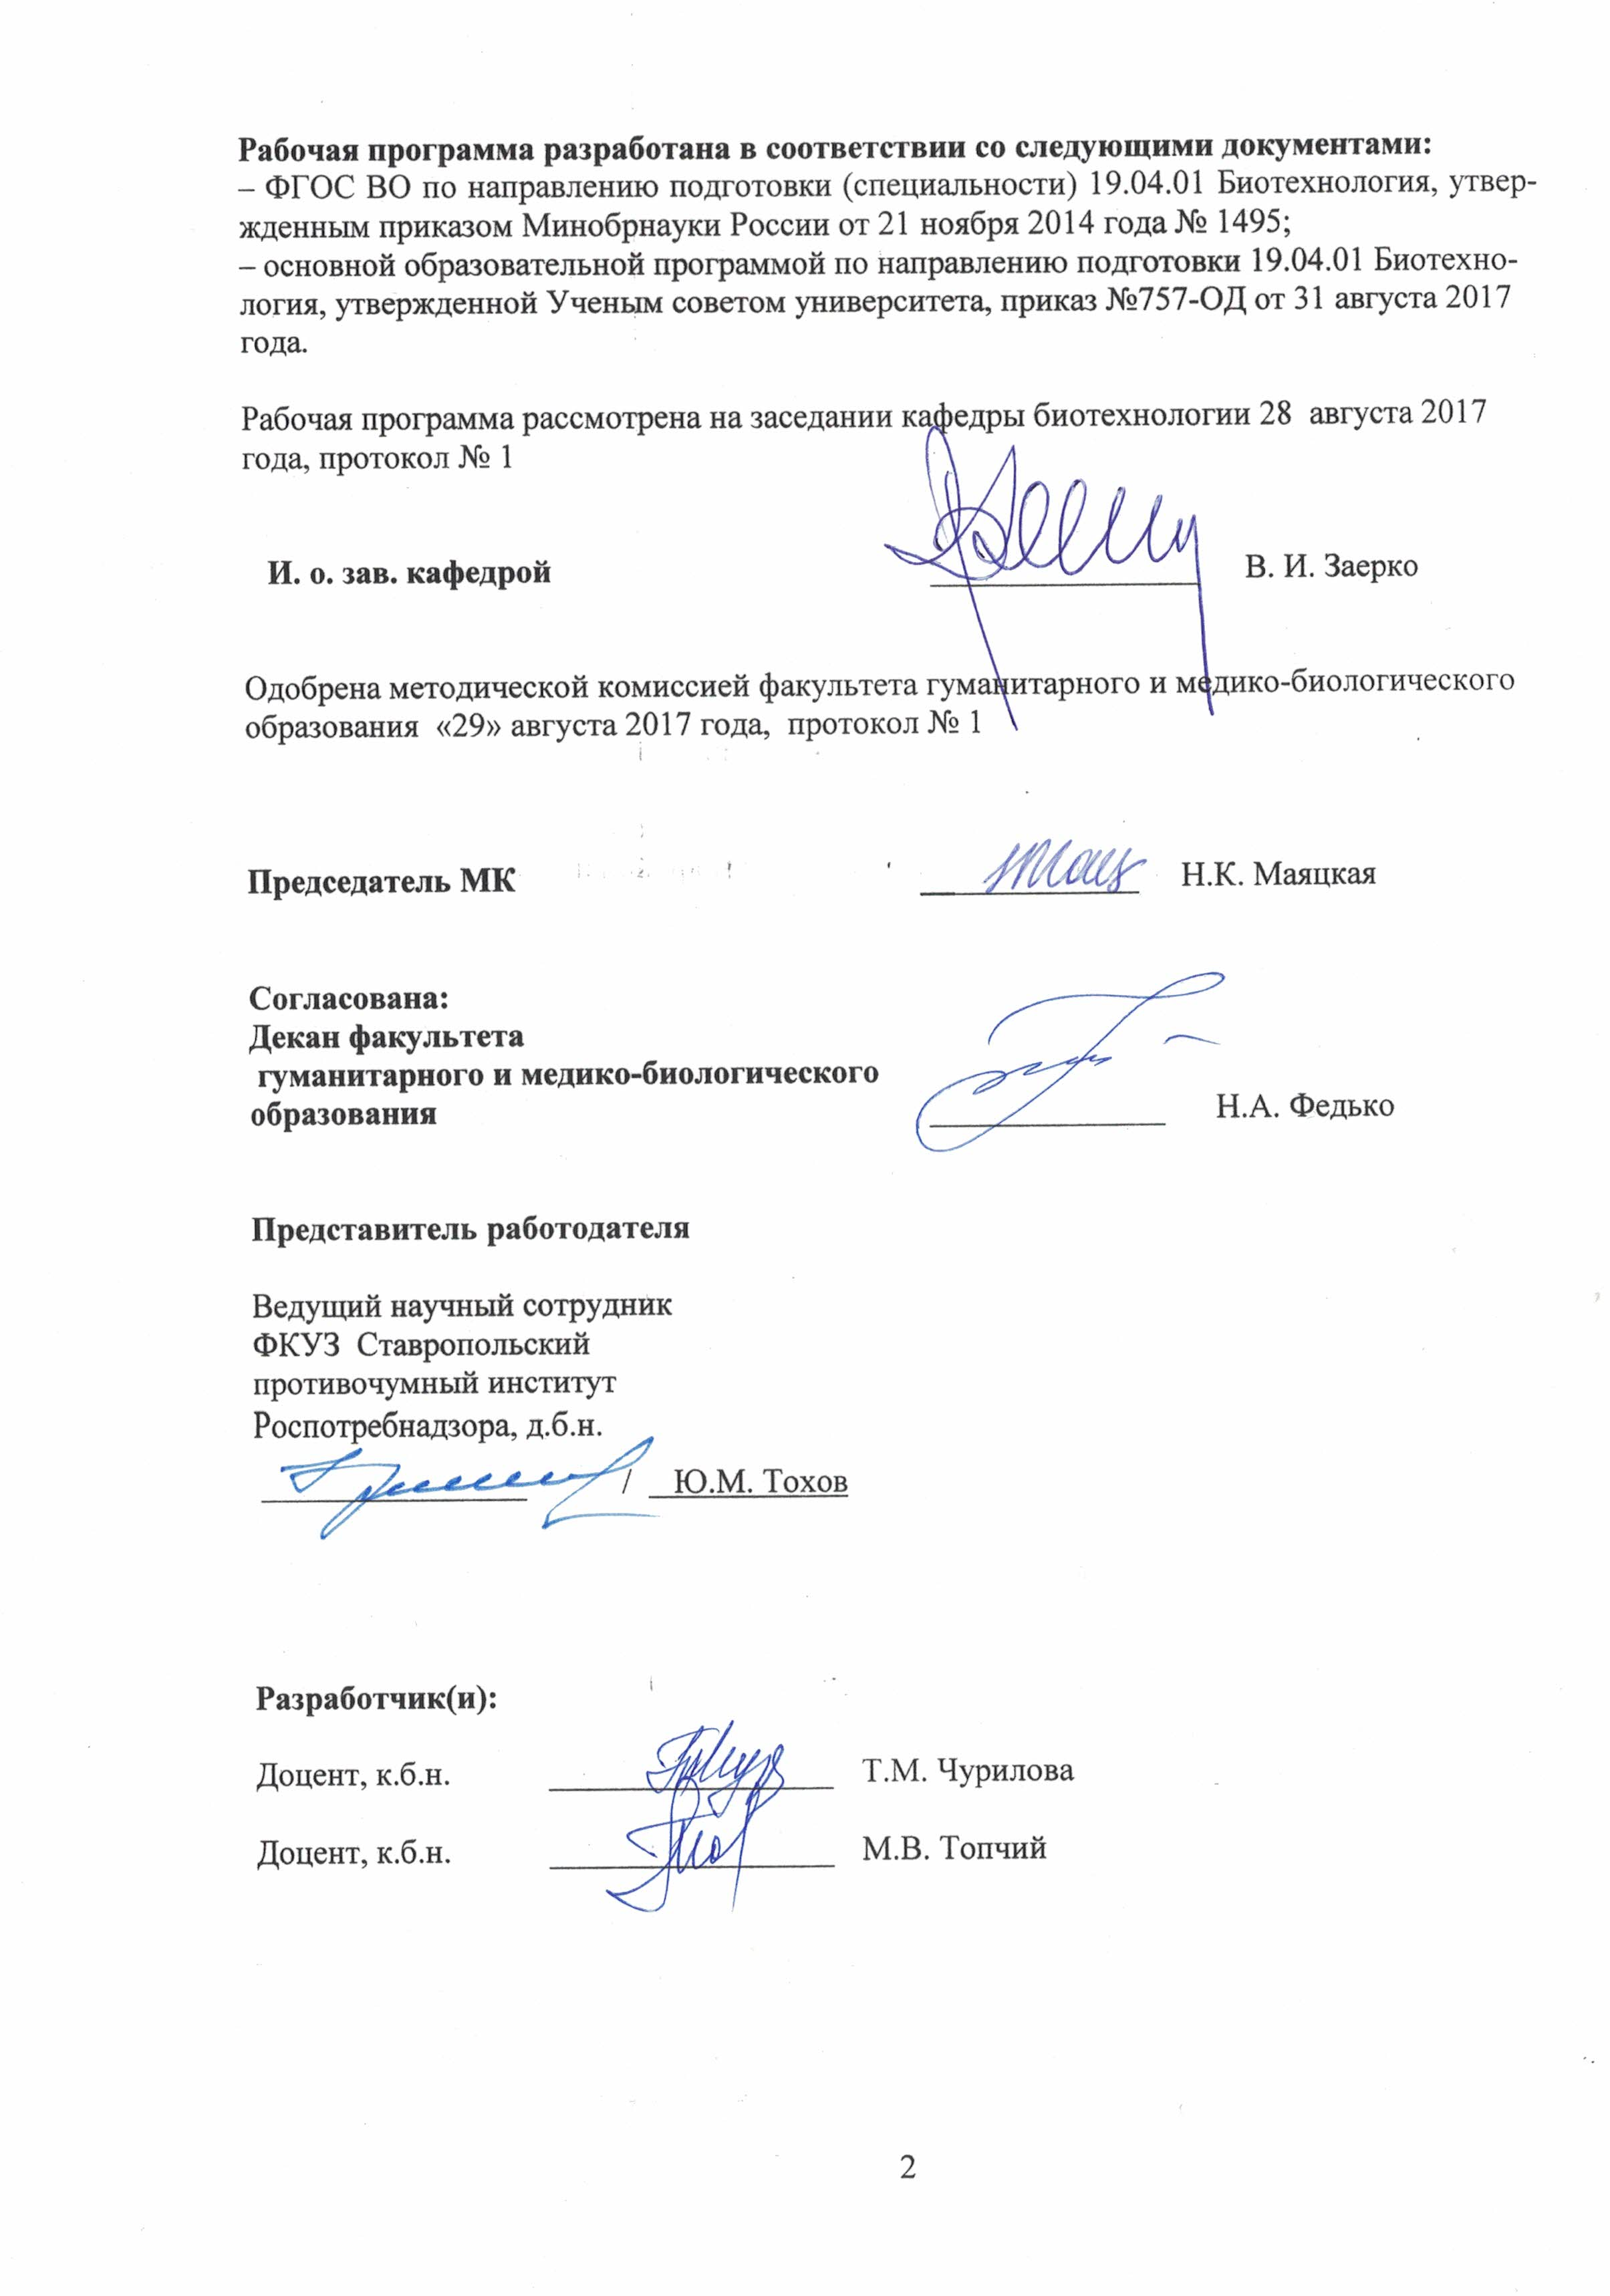 Рабочая программа разработана в соответствии со следующими документами:
– ФГОС ВО по направлению подготовки (специальности) 19.04.01 Биотехнология, утвер-
жденным приказом Минобрнауки России от 21 ноября 2014 года № 1495;
– основной образовательной программой по направлению подготовки 19.04.01 Биотехно-
логия, утвержденной Ученым советом университета, приказ №757-ОД от 31 августа 2017
года.
Рабочая программа рассмотрена на заседании кафедры биотехнологии 28 августа 2017
года, протокол № 1
И. о. зав. кафедрой В. И. Заерко
Одобрена методической комиссией факультета гуманитарного и медико-биологического
образования «29» августа 2017 года, протокол № 1
Председатель МК Н.К. Маяцкая
Согласована:
Декан факультета
гуманитарного и медико-биологического
образования Н.А. Федько
Представитель работодателя
Ведущий научный сотрудник
ФКУЗ Ставропольский
противочумный институт
Роспотребнадзора, д.б.н.
/ Ю.М. Тохов
Разработчик(и):
Доцент, к.б.н. Т.М. Чурилова
Доцент, к.б.н. М.В. Топчий
2